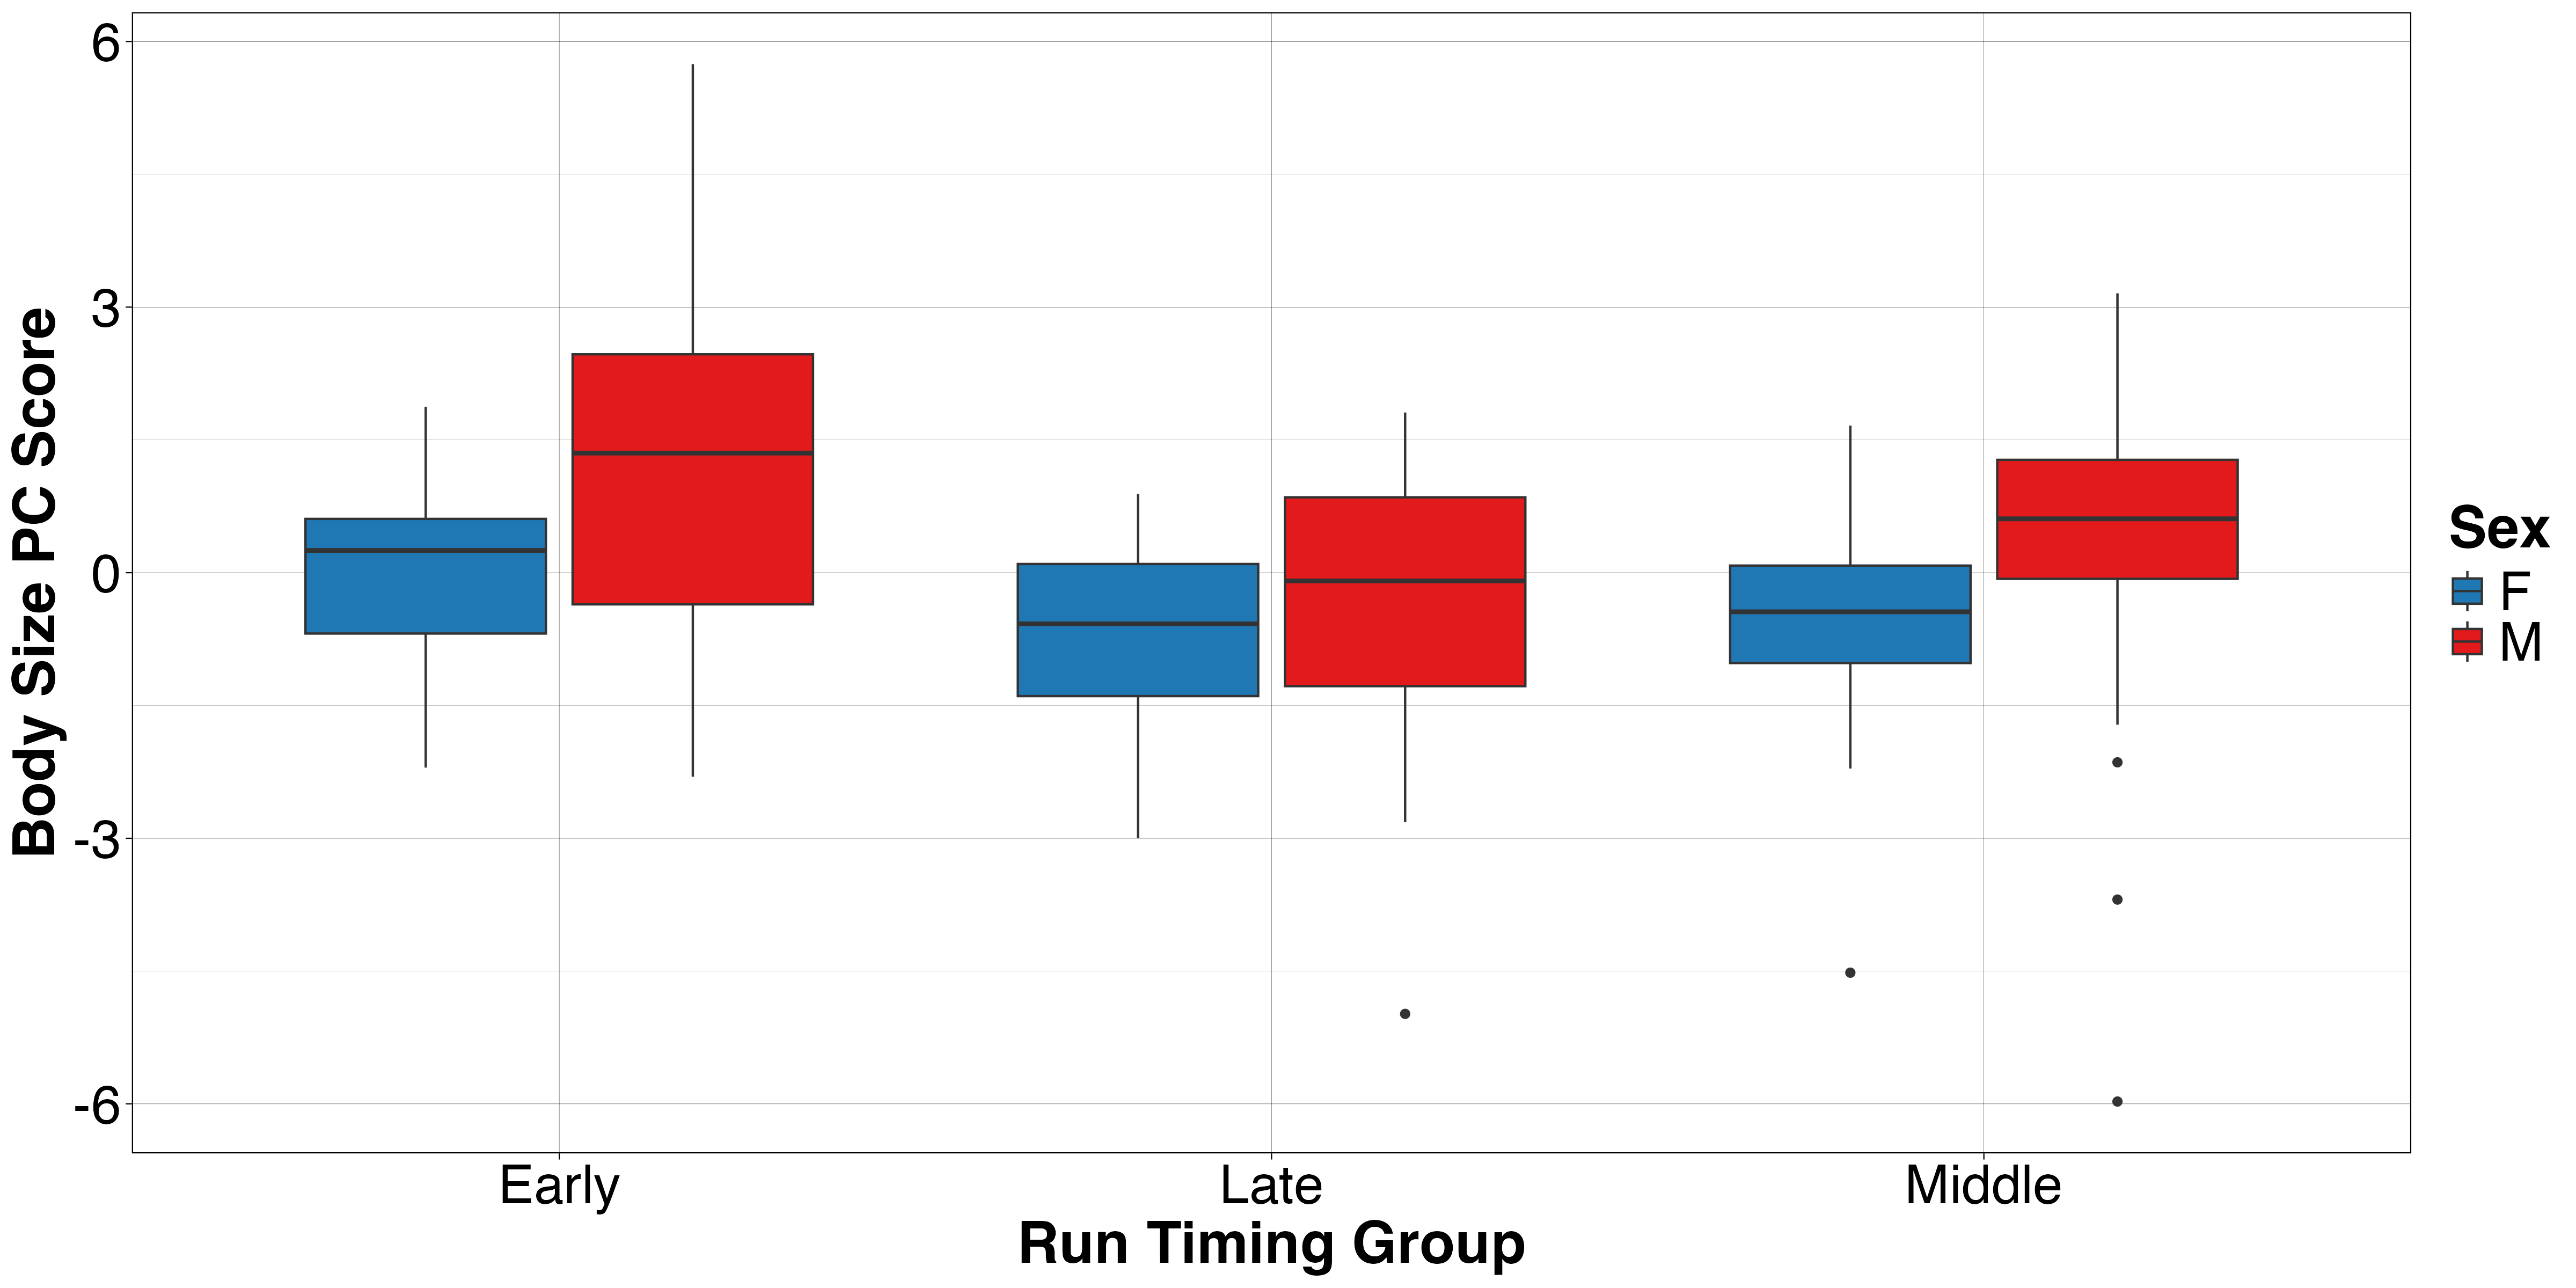 Body Size PC Score
6
3
0
-3
-6
Early
Late
Middle
Run Timing Group
Sex
F
M